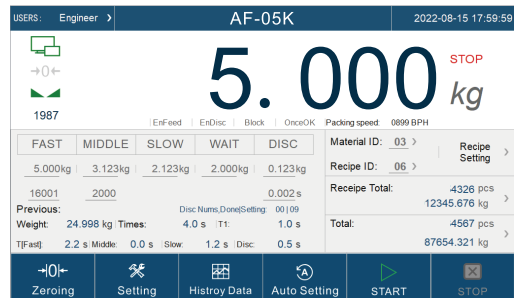 USERS: Engineer > AF-05K 2022-08-15 17:59:59
→0←
5.000 STOP kg
1987
|EnFeed | EnDisc | Block | OnceOK |Packing speed: 0899 BPH
FAST MIDDLE SLOW WAIT DISC
5.000kg 3.123kg 2.123kg 2.000kg 0.123kg
16001 2000 0.002 s
Previous: Disc Nums,Done|Setting: 00|09
Weight: 24.998 kg Times: 4.0 s T1: 1.0 s
T[Fast]: 2.2 s Middle: 0.0 s Slow: 1.2 s Disc: 0.5 s
Material ID: 03 >
Recipe ID: 06 >
Recipe Setting >
Receipe Total: 4326 pcs
12345.676 kg >
Total: 4567 pcs
87654.321 kg >
→0← Zeroing
Setting
Histroy Data
A Auto Setting
START
STOP